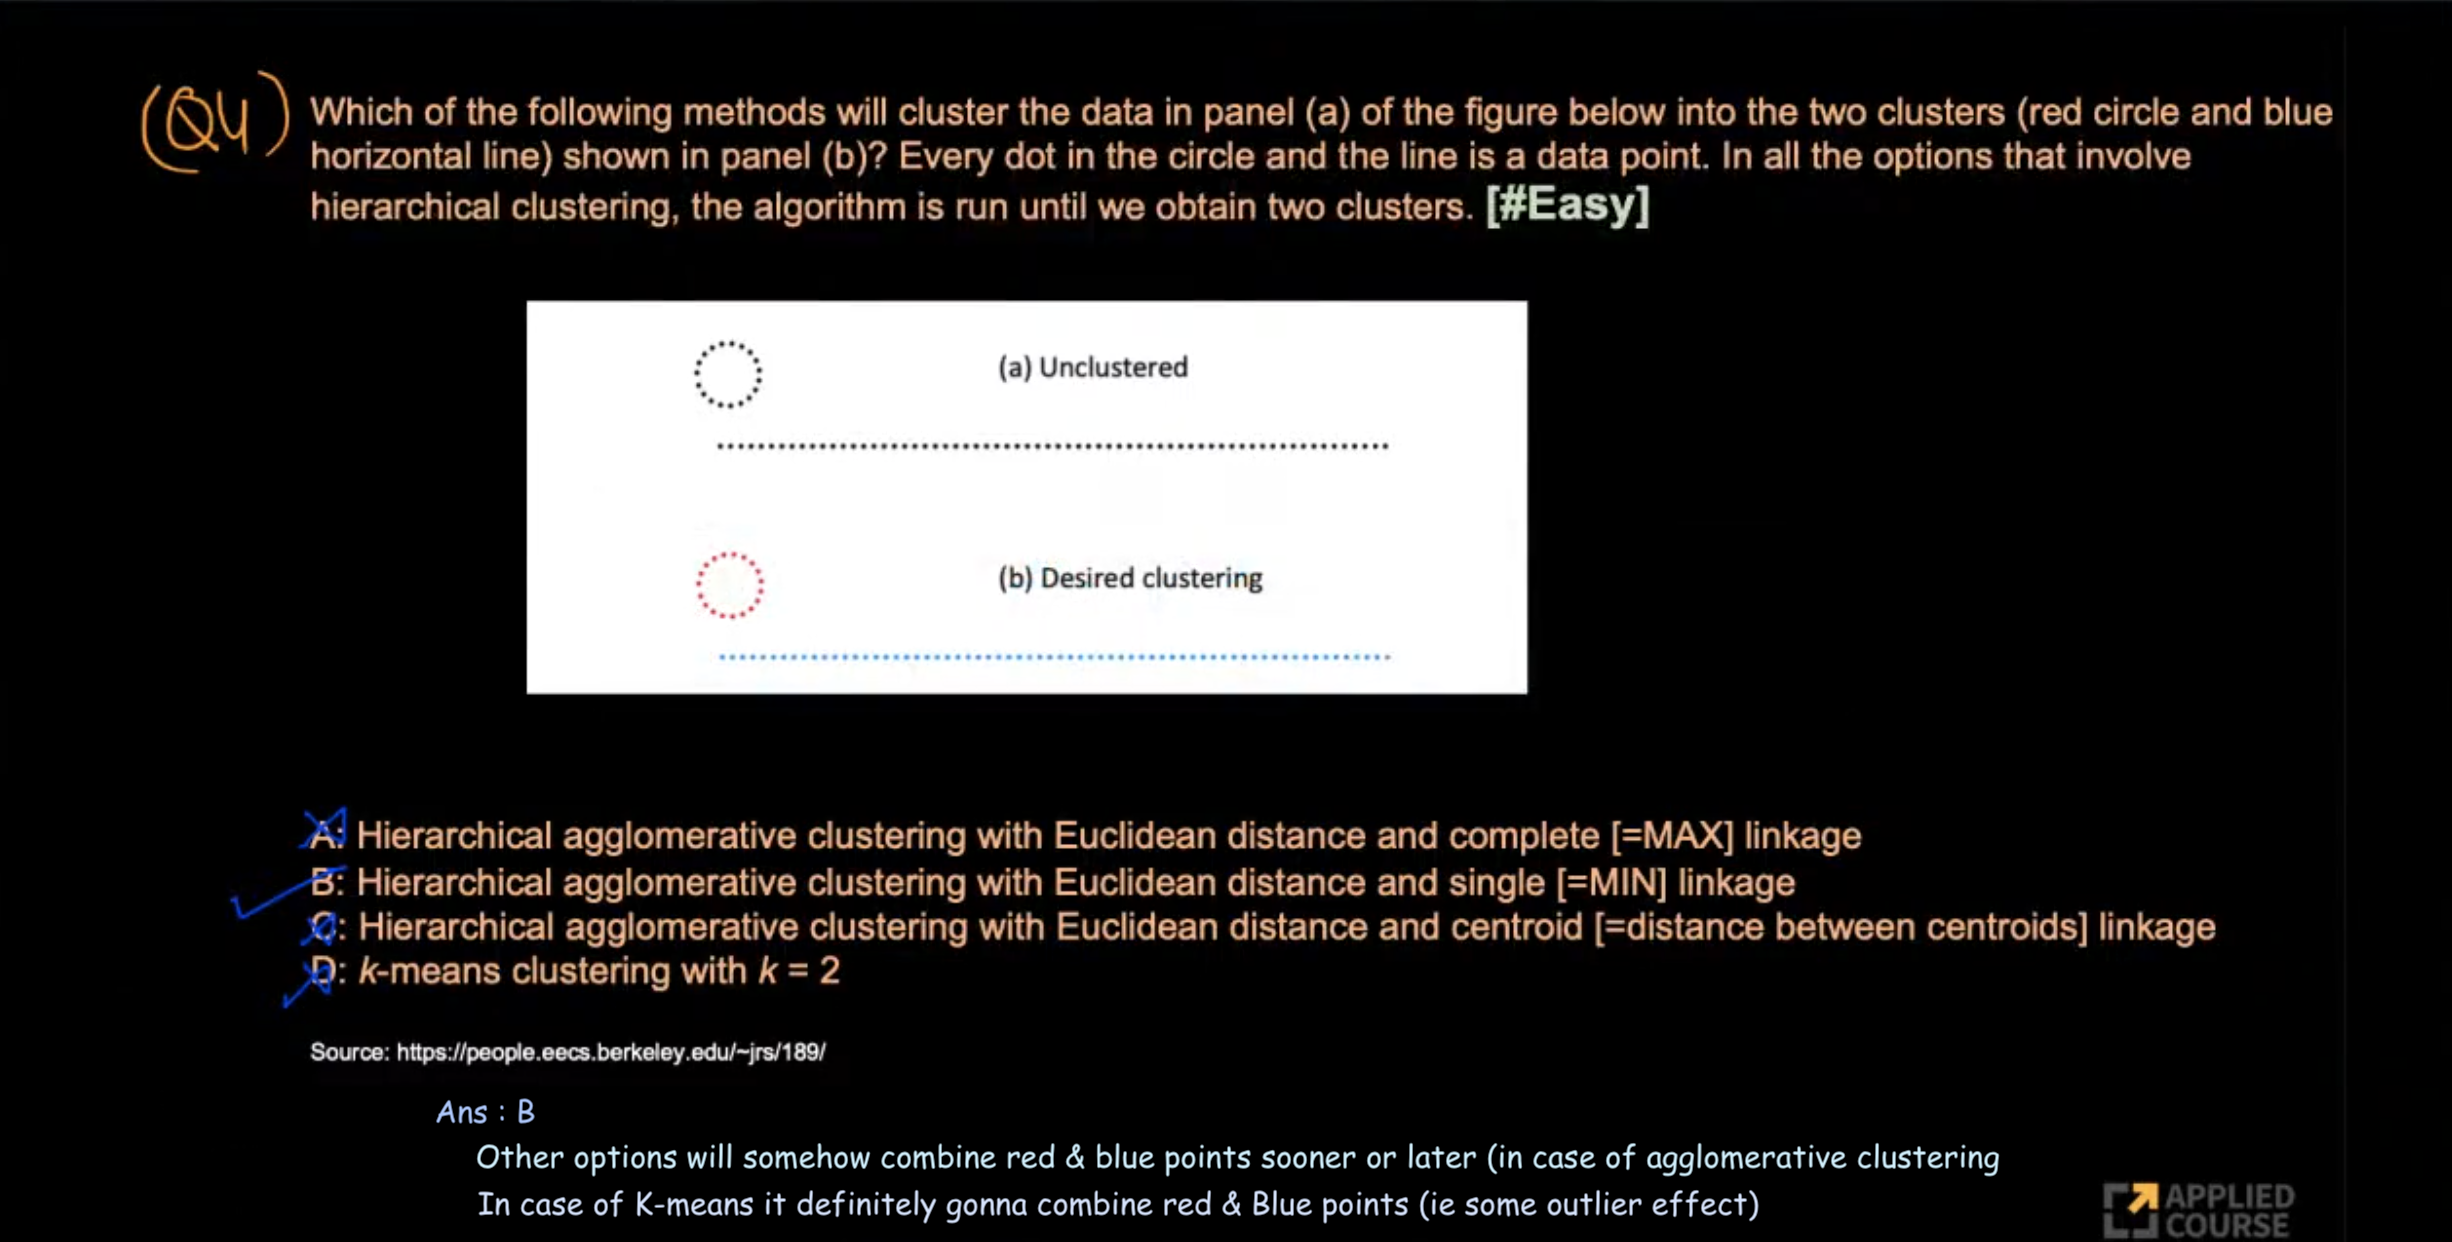 (Q4) Which of the following methods will cluster the data in panel (a) of the figure below into the two clusters (red circle and blue
horizontal line) shown in panel (b)? Every dot in the circle and the line is a data point. In all the options that involve
hierarchical clustering, the algorithm is run until we obtain two clusters. [#Easy]
(a) Unclustered
(b) Desired clustering
A: Hierarchical agglomerative clustering with Euclidean distance and complete [=MAX] linkage
B: Hierarchical agglomerative clustering with Euclidean distance and single [=MIN] linkage
C: Hierarchical agglomerative clustering with Euclidean distance and centroid [=distance between centroids] linkage
D: k-means clustering with k = 2
Source: https://people.eecs.berkeley.edu/~jrs/189/
Ans : B
Other options will somehow combine red & blue points sooner or later (in case of agglomerative clustering
In case of K-means it definitely gonna combine red & Blue points (ie some outlier effect)
APPLIED
COURSE